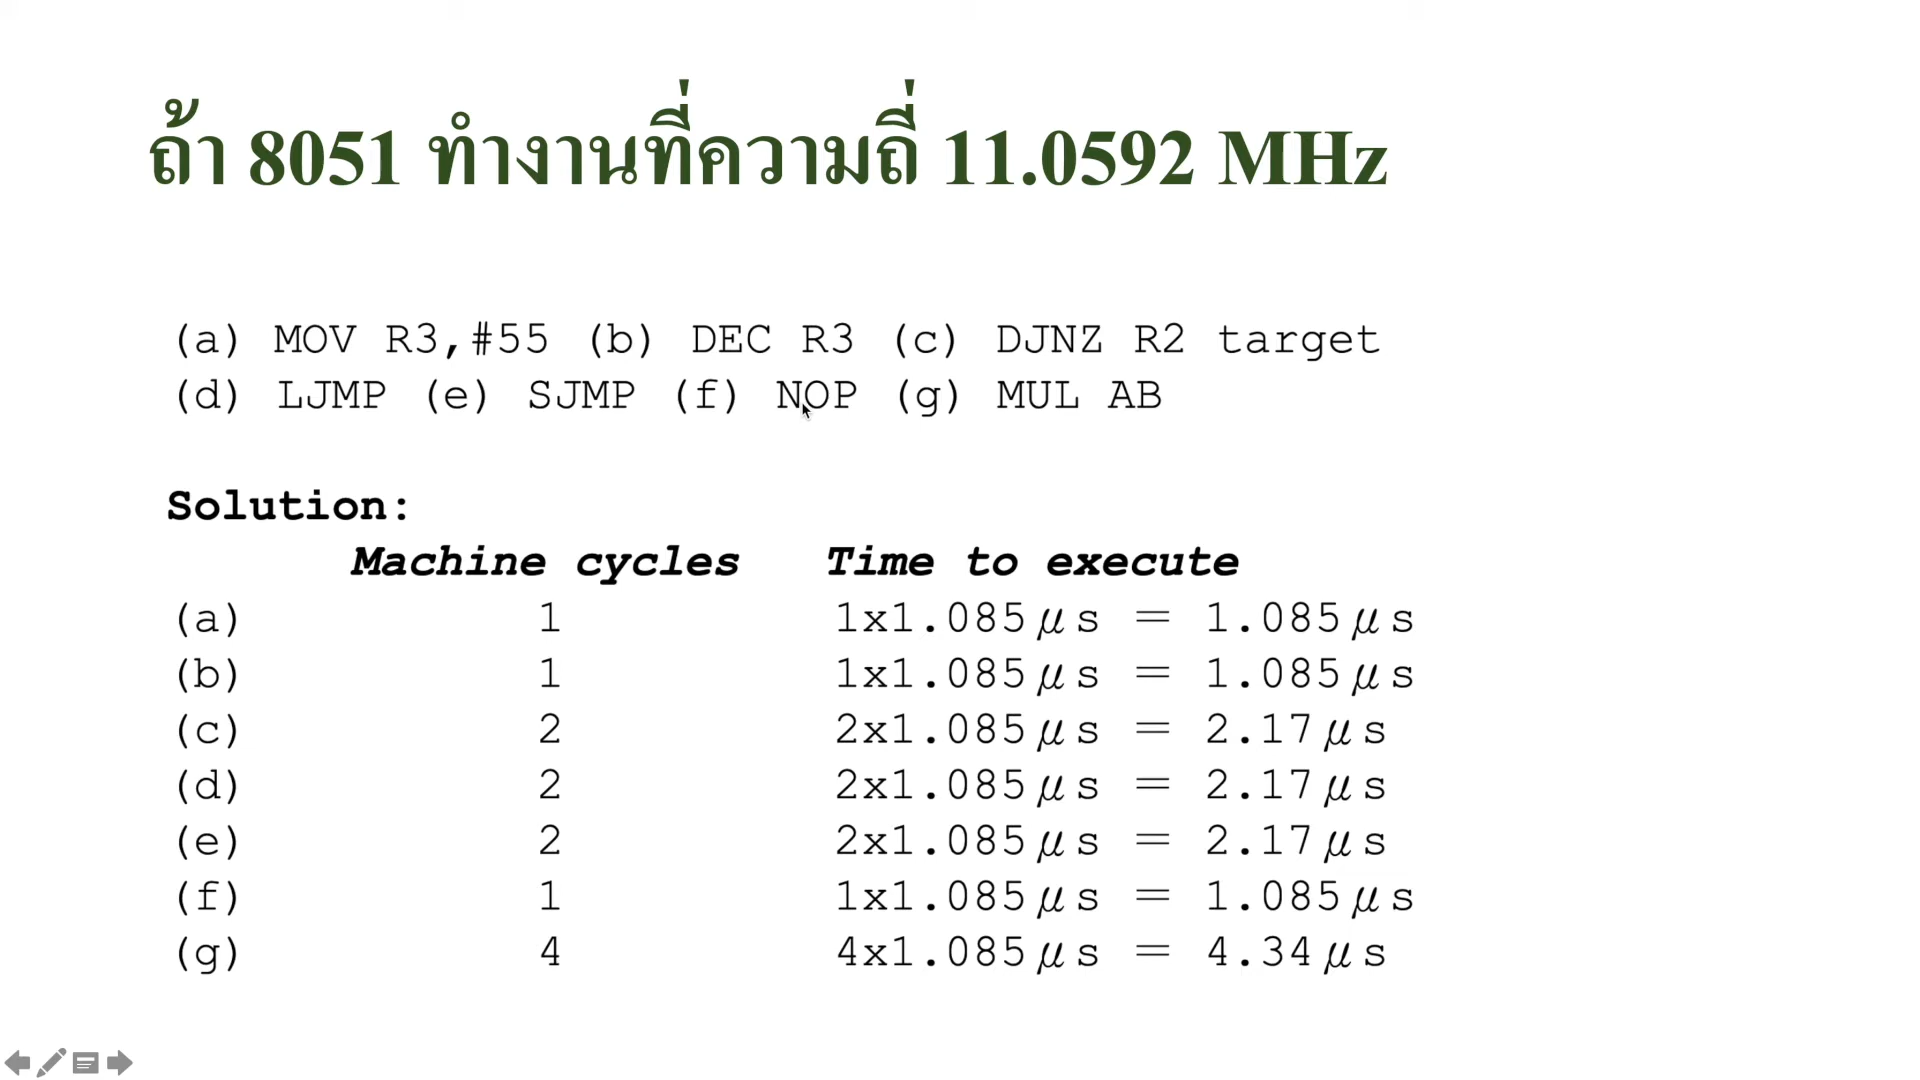 ถ้า 8051 ทำงานที่ความถี่ 11.0592 MHz
(a) MOV R3,#55 (b) DEC R3 (c) DJNZ R2 target
(d) LJMP (e) SJMP (f) NOP (g) MUL AB
Solution:
Machine cycles Time to execute
(a) 1 1x1.085μs = 1.085μs
(b) 1 1x1.085μs = 1.085μs
(c) 2 2x1.085μs = 2.17μs
(d) 2 2x1.085μs = 2.17μs
(e) 2 2x1.085μs = 2.17μs
(f) 1 1x1.085μs = 1.085μs
(g) 4 4x1.085μs = 4.34μs